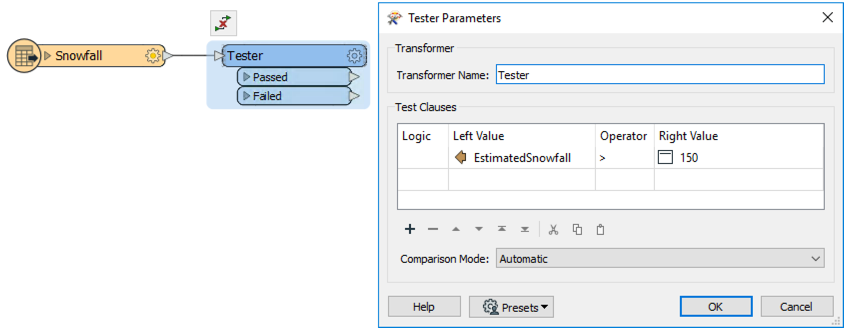 Snowfall
Tester
Passed
Failed
Tester Parameters
Transformer
Transformer Name: Tester
Test Clauses
Logic Left Value Operator Right Value
EstimatedSnowfall > 150
Comparison Mode: Automatic
Help Presets OK Cancel